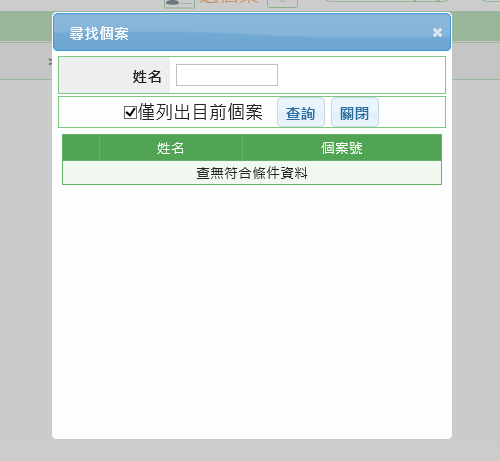 尋找個案
姓名
僅列出目前個案 查詢 關閉
姓名 個案號
查無符合條件資料